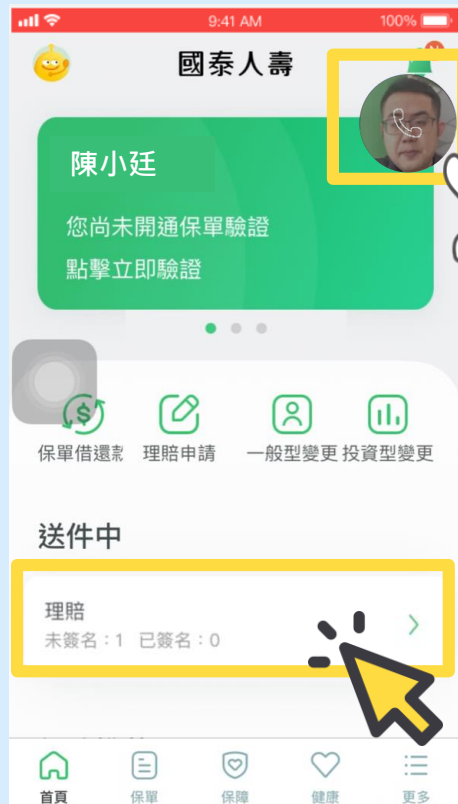 9:41 AM
100%
國泰人壽
N
陳小廷
您尚未開通保單驗證
點擊立即驗證
保單借還款 理賠申請 一般型變更 投資型變更
送件中
理賠
未簽名：1 已簽名：0
首頁 保單 保障 健康 更多